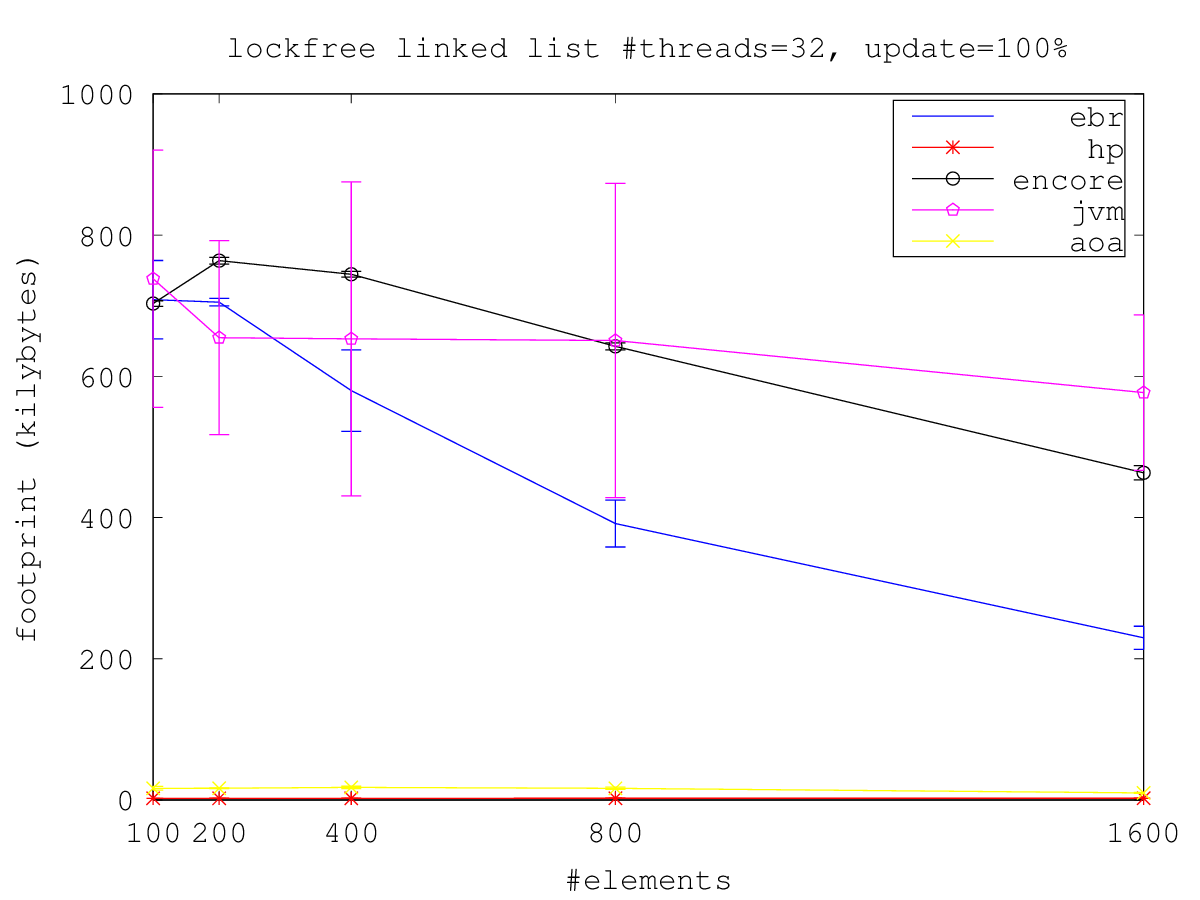 lockfree linked list #threads=32, update=100%
1000
800
600
400
200
0
footprint (kilybytes)
ebr
hp
encore
jvm
aoa
100 200 400 800 1600
#elements